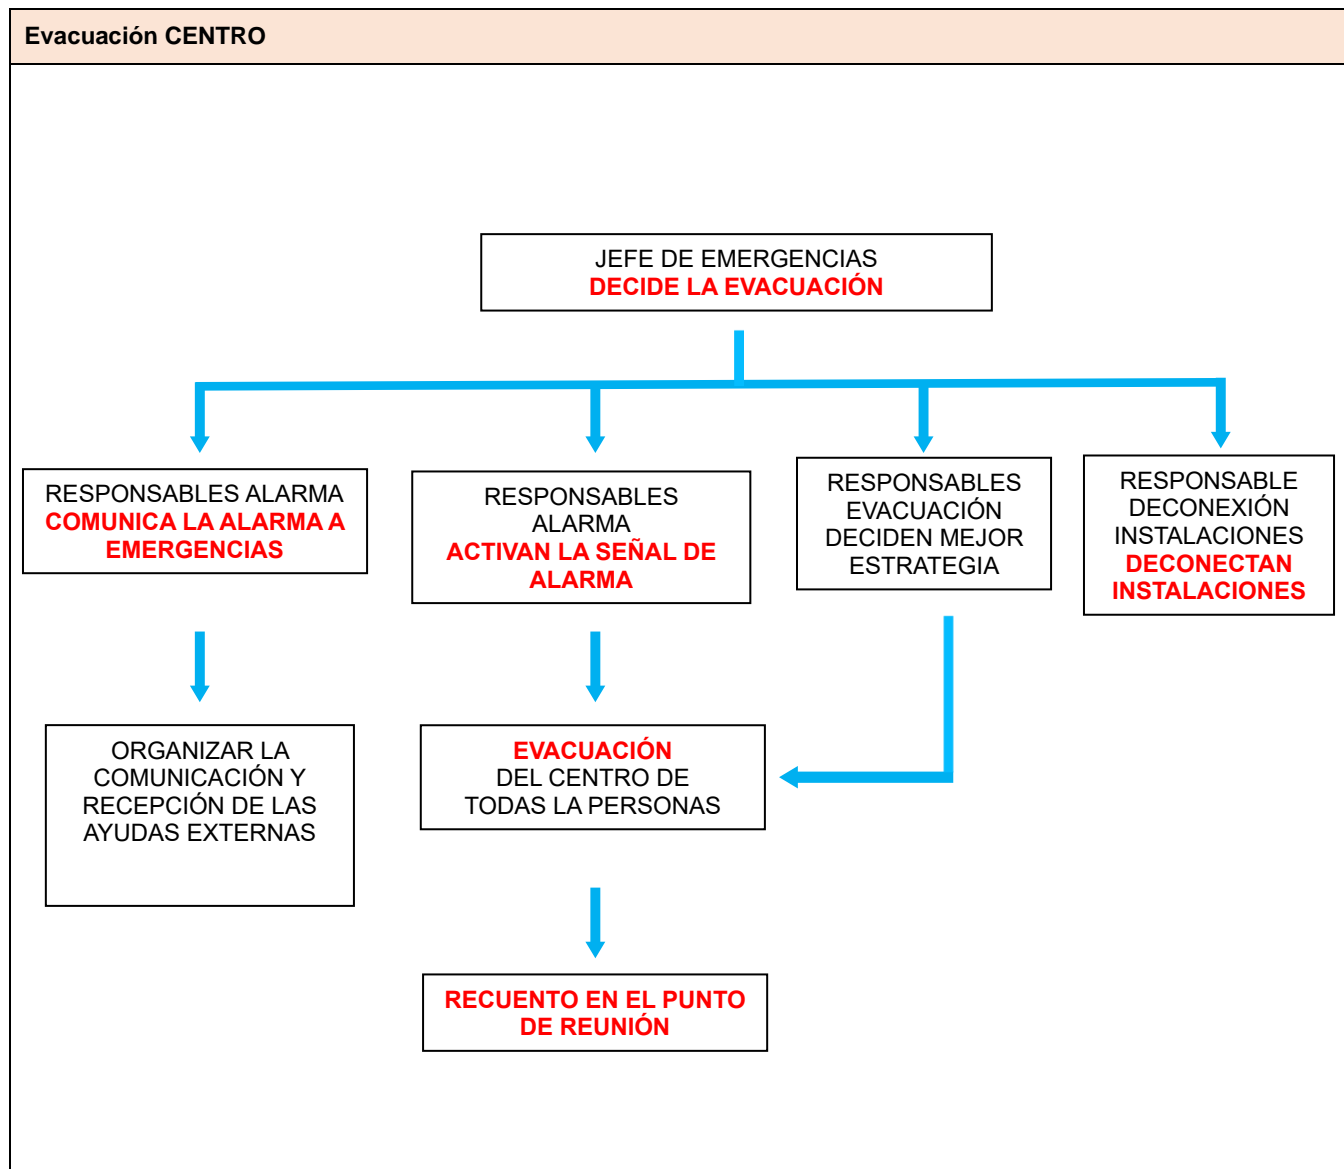 Evacuación CENTRO
JEFE DE EMERGENCIAS
DECIDE LA EVACUACIÓN
RESPONSABLES ALARMA
COMUNICA LA ALARMA A
EMERGENCIAS
RESPONSABLES
ALARMA
ACTIVAN LA SEÑAL DE
ALARMA
RESPONSABLES
EVACUACIÓN
DECIDEN MEJOR
ESTRATEGIA
RESPONSABLE
DECONEXIÓN
INSTALACIONES
DECONECTAN
INSTALACIONES
ORGANIZAR LA
COMUNICACIÓN Y
RECEPCIÓN DE LAS
AYUDAS EXTERNAS
EVACUACIÓN
DEL CENTRO DE
TODAS LA PERSONAS
RECUENTO EN EL PUNTO
DE REUNIÓN